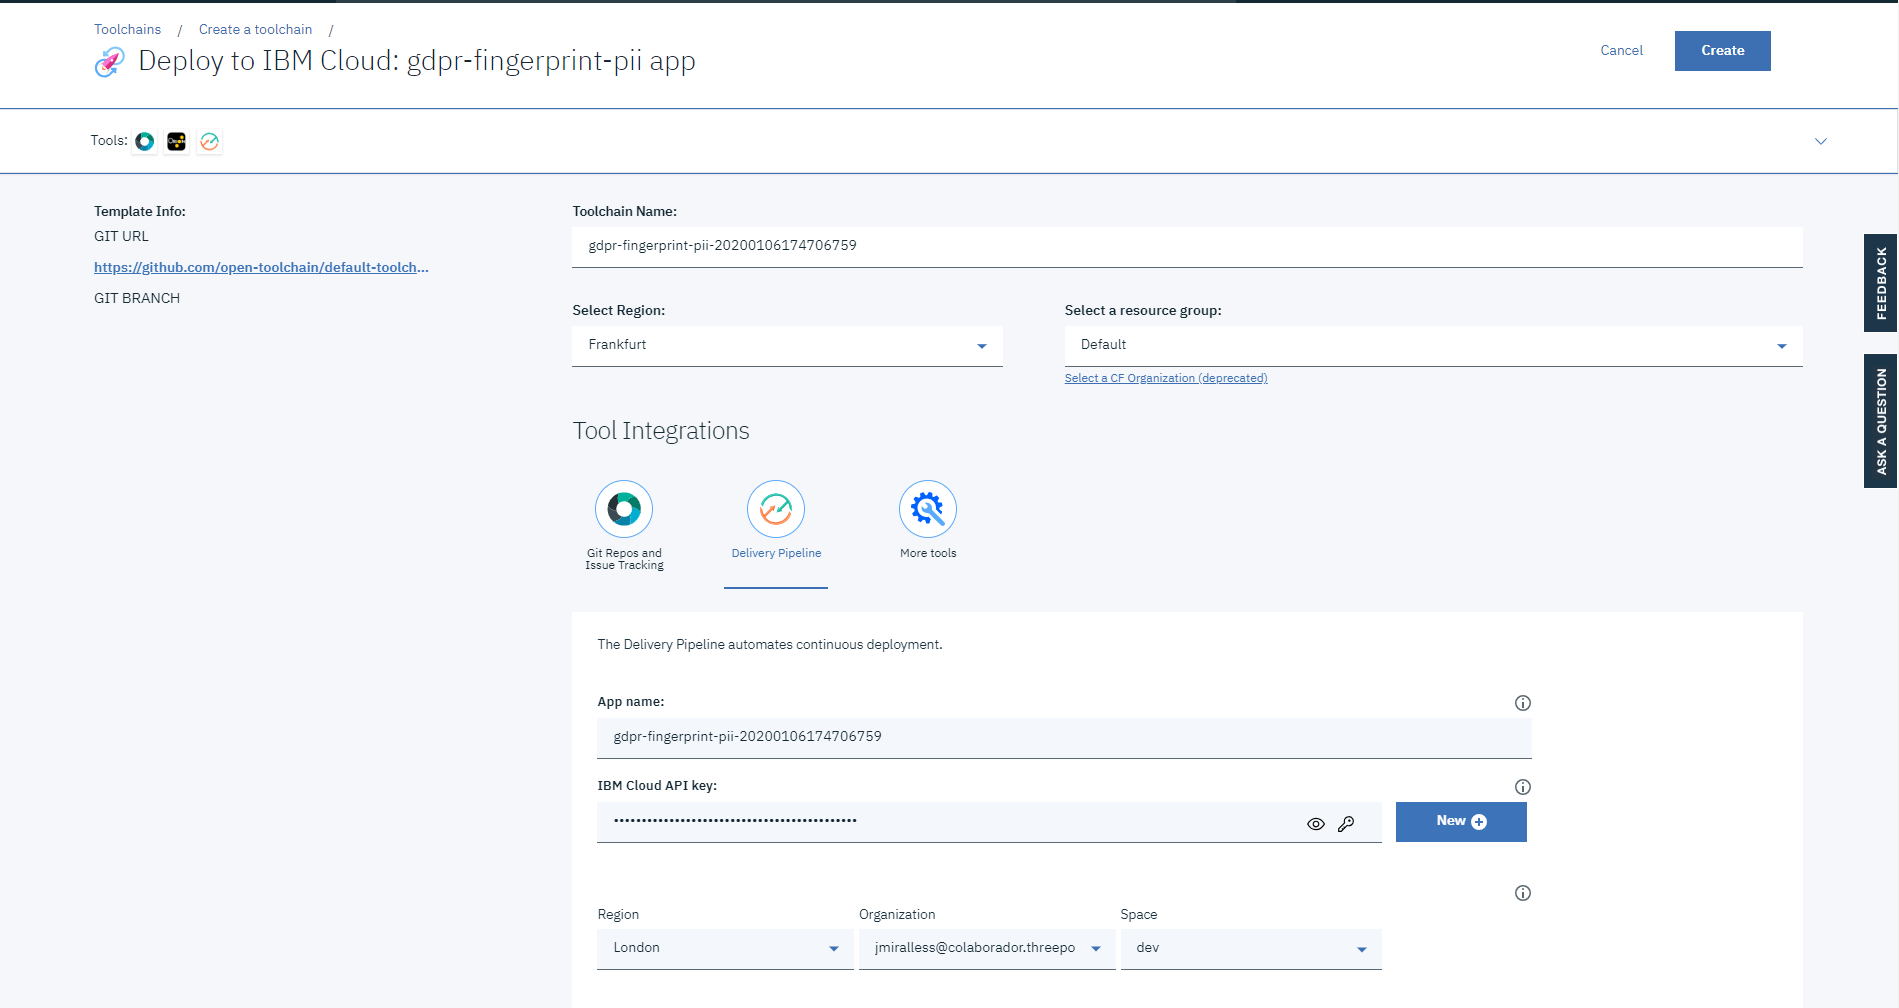 Toolchains / Create a toolchain /
Deploy to IBM Cloud: gdpr-fingerprint-pii app
Cancel
Create
Tools:
Template Info:
GIT URL
https://github.com/open-toolchain/default-toolch...
GIT BRANCH
Toolchain Name:
gdpr-fingerprint-pii-20200106174706759
Select Region:
Frankfurt
Select a resource group:
Default
Select a CF Organization (deprecated)
FEEDBACK
ASK A QUESTION
Tool Integrations
Git Repos and
Issue Tracking
Delivery Pipeline
More tools
The Delivery Pipeline automates continuous deployment.
App name:
gdpr-fingerprint-pii-20200106174706759
IBM Cloud API key:
New
Region
London
Organization
jmiralless@colaborador.threepo
Space
dev